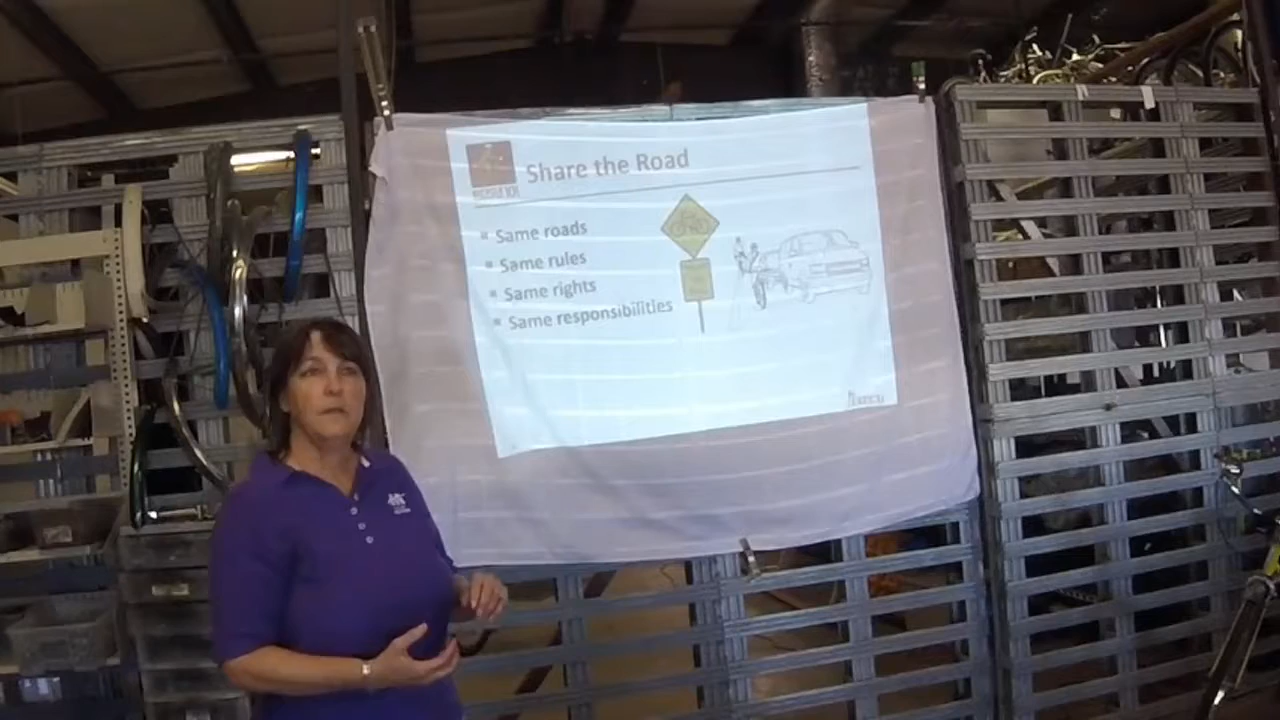 Share the Road
Same roads
Same rules
Same rights
Same responsibilities